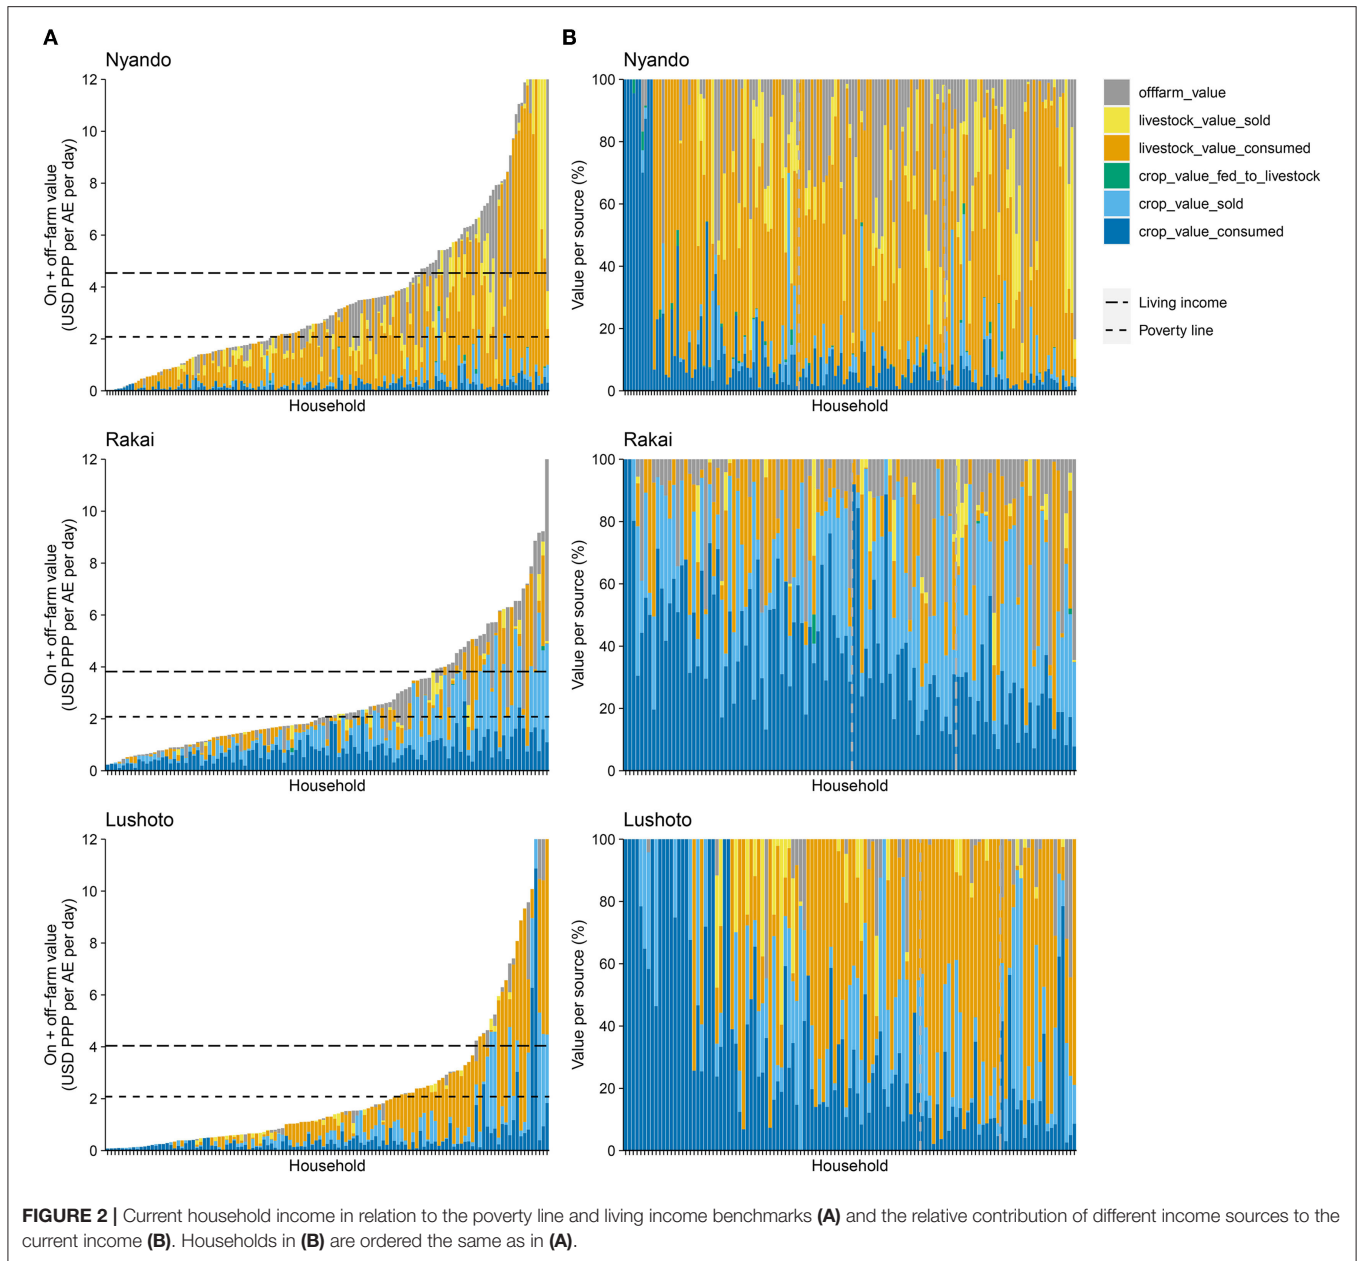 A
B
Nyando
12
10
8
6
4
2
0
On + off−farm value
(USD PPP per AE per day)
Household
Nyando
100
80
60
40
20
0
Value per source (%)
Household
offfarm_value
livestock_value_sold
livestock_value_consumed
crop_value_fed_to_livestock
crop_value_sold
crop_value_consumed
Living income
Poverty line
Rakai
12
10
8
6
4
2
0
On + off−farm value
(USD PPP per AE per day)
Household
Rakai
100
80
60
40
20
0
Value per source (%)
Household
Lushoto
12
10
8
6
4
2
0
On + off−farm value
(USD PPP per AE per day)
Household
Lushoto
100
80
60
40
20
0
Value per source (%)
Household
FIGURE 2 | Current household income in relation to the poverty line and living income benchmarks (A) and the relative contribution of different income sources to the
current income (B). Households in (B) are ordered the same as in (A).